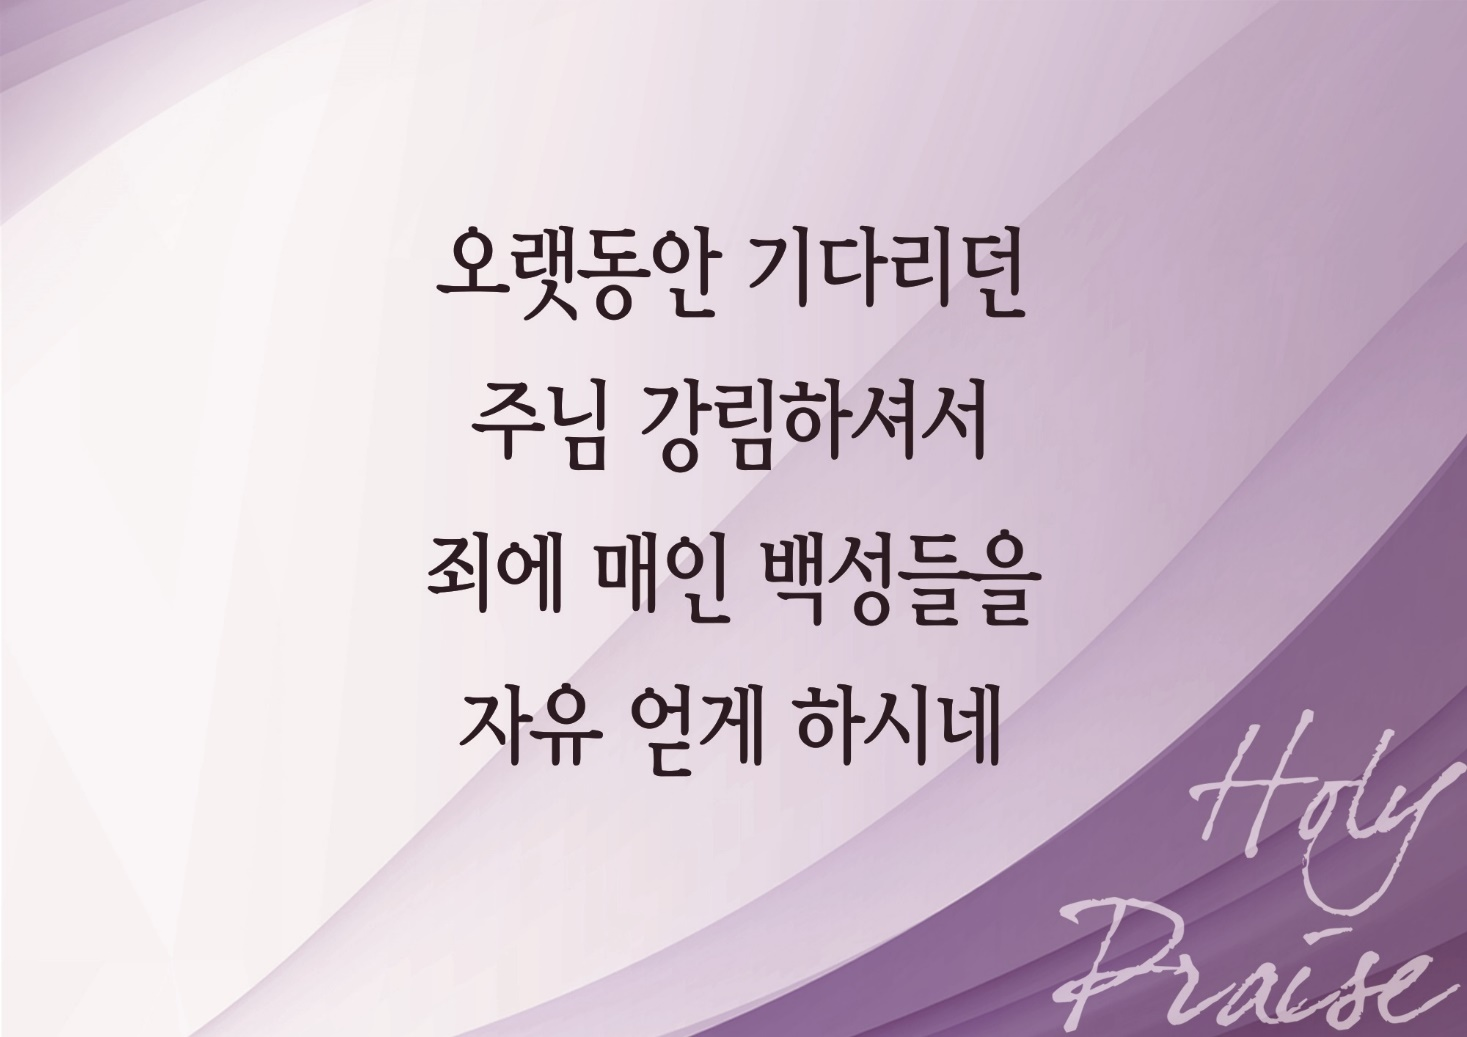 오랫동안 기다리던
주님 강림하셔서
죄에 매인 백성들을
자유 얻게 하시네
Holy
Praise